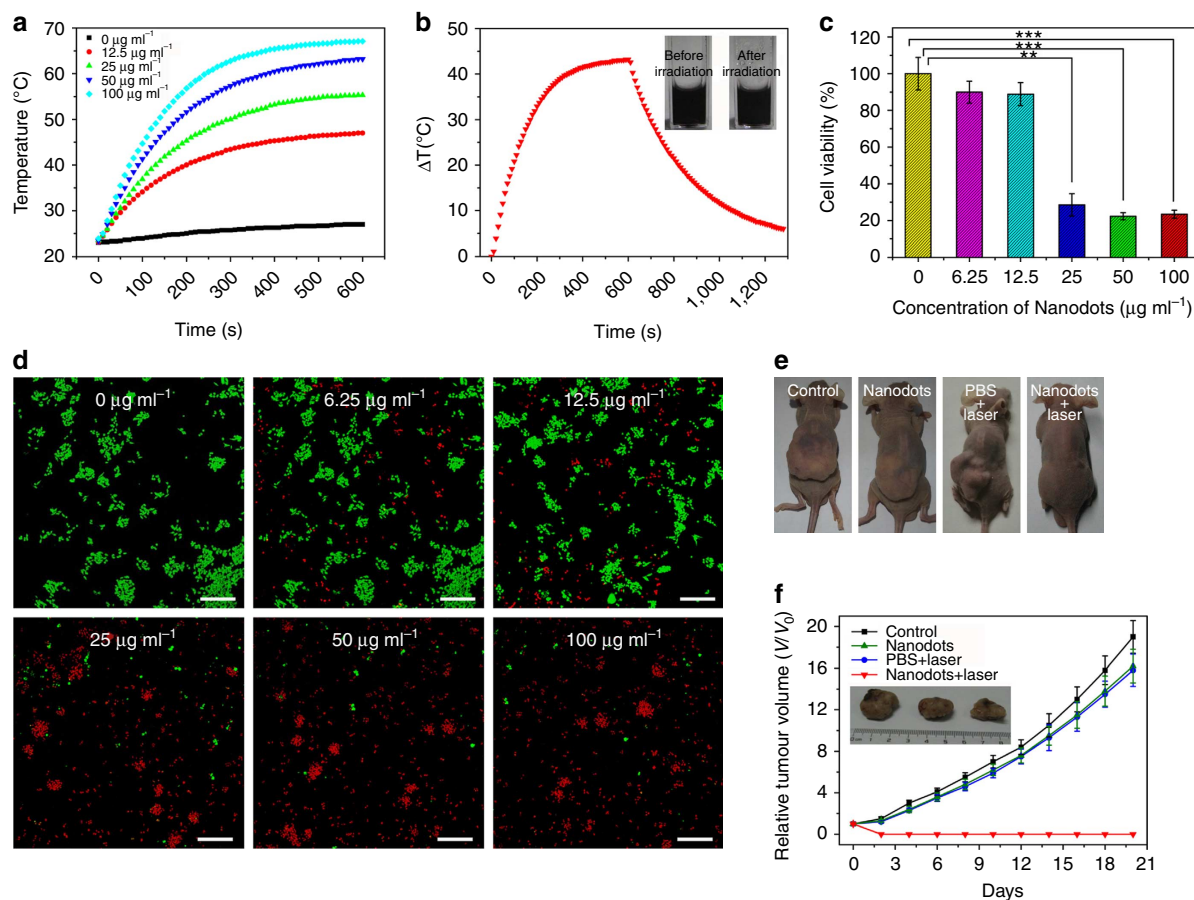 a
70
60
50
40
30
20
Temperature (°C)
0 μg ml⁻¹
12.5 μg ml⁻¹
25 μg ml⁻¹
50 μg ml⁻¹
100 μg ml⁻¹
0
100
200
300
400
500
600
Time (s)
b
50
40
30
20
10
0
ΔT(°C)
Before
irradiation
After
irradiation
0
200
400
600
800
1,000
1,200
Time (s)
c
120
100
80
60
40
20
0
Cell viability (%)
***
***
**
0 6.25 12.5 25 50 100
Concentration of Nanodots (μg ml⁻¹)
d
0 μg ml⁻¹
6.25 μg ml⁻¹
12.5 μg ml⁻¹
25 μg ml⁻¹
50 μg ml⁻¹
100 μg ml⁻¹
e
Control
Nanodots
PBS
+
laser
Nanodots
+
laser
f
20
16
12
8
4
0
Relative tumour volume (V/V₀)
Control
Nanodots
PBS+laser
Nanodots+laser
0 3 6 9 12 15 18 21
Days